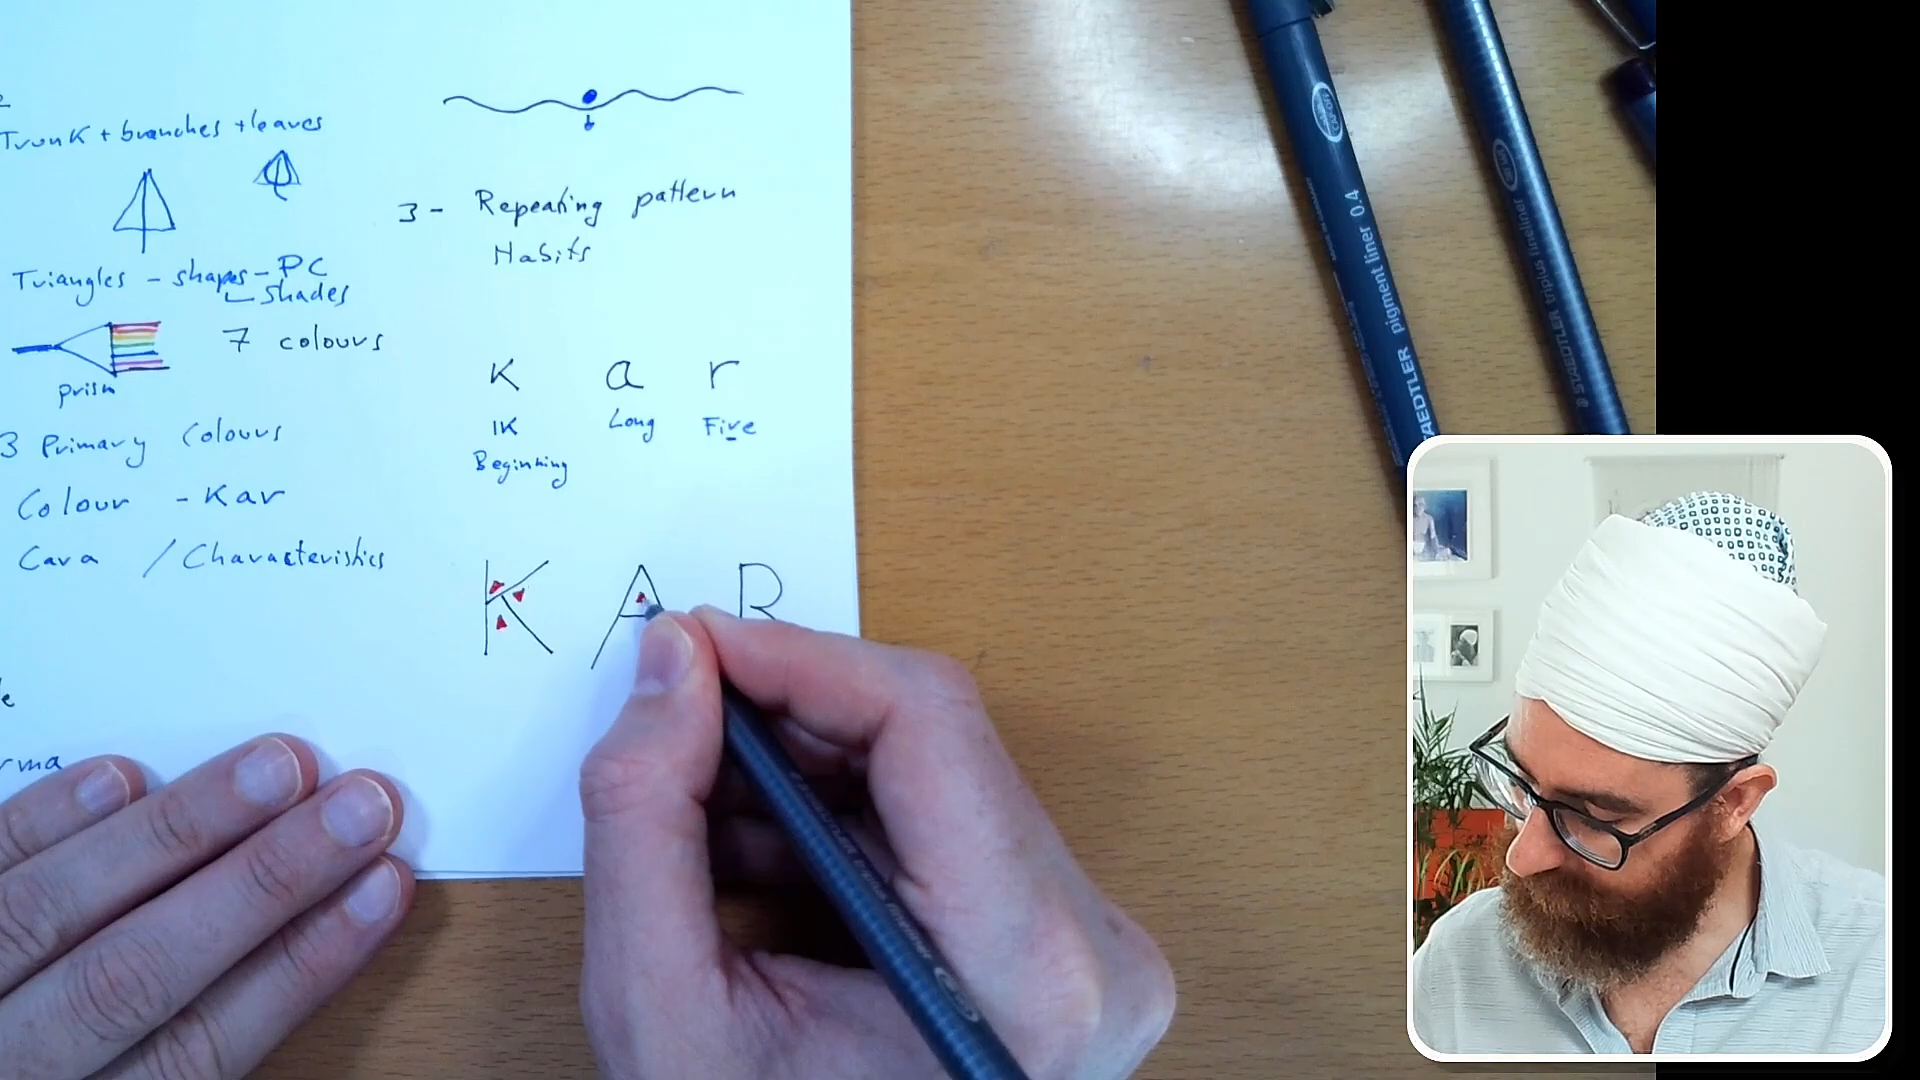 Trunk + branches + leaves
Triangles - shapes - PC
shades
7 colours
prism
3 Primary Colours
Colour - Kar
Cara / Characteristics
rma
3 - Repeating pattern
Habits
K a r
IK Long Five
Beginning
K A R
STAEDTLER pigment liner 0.4
STAEDTLER triplus fineliner